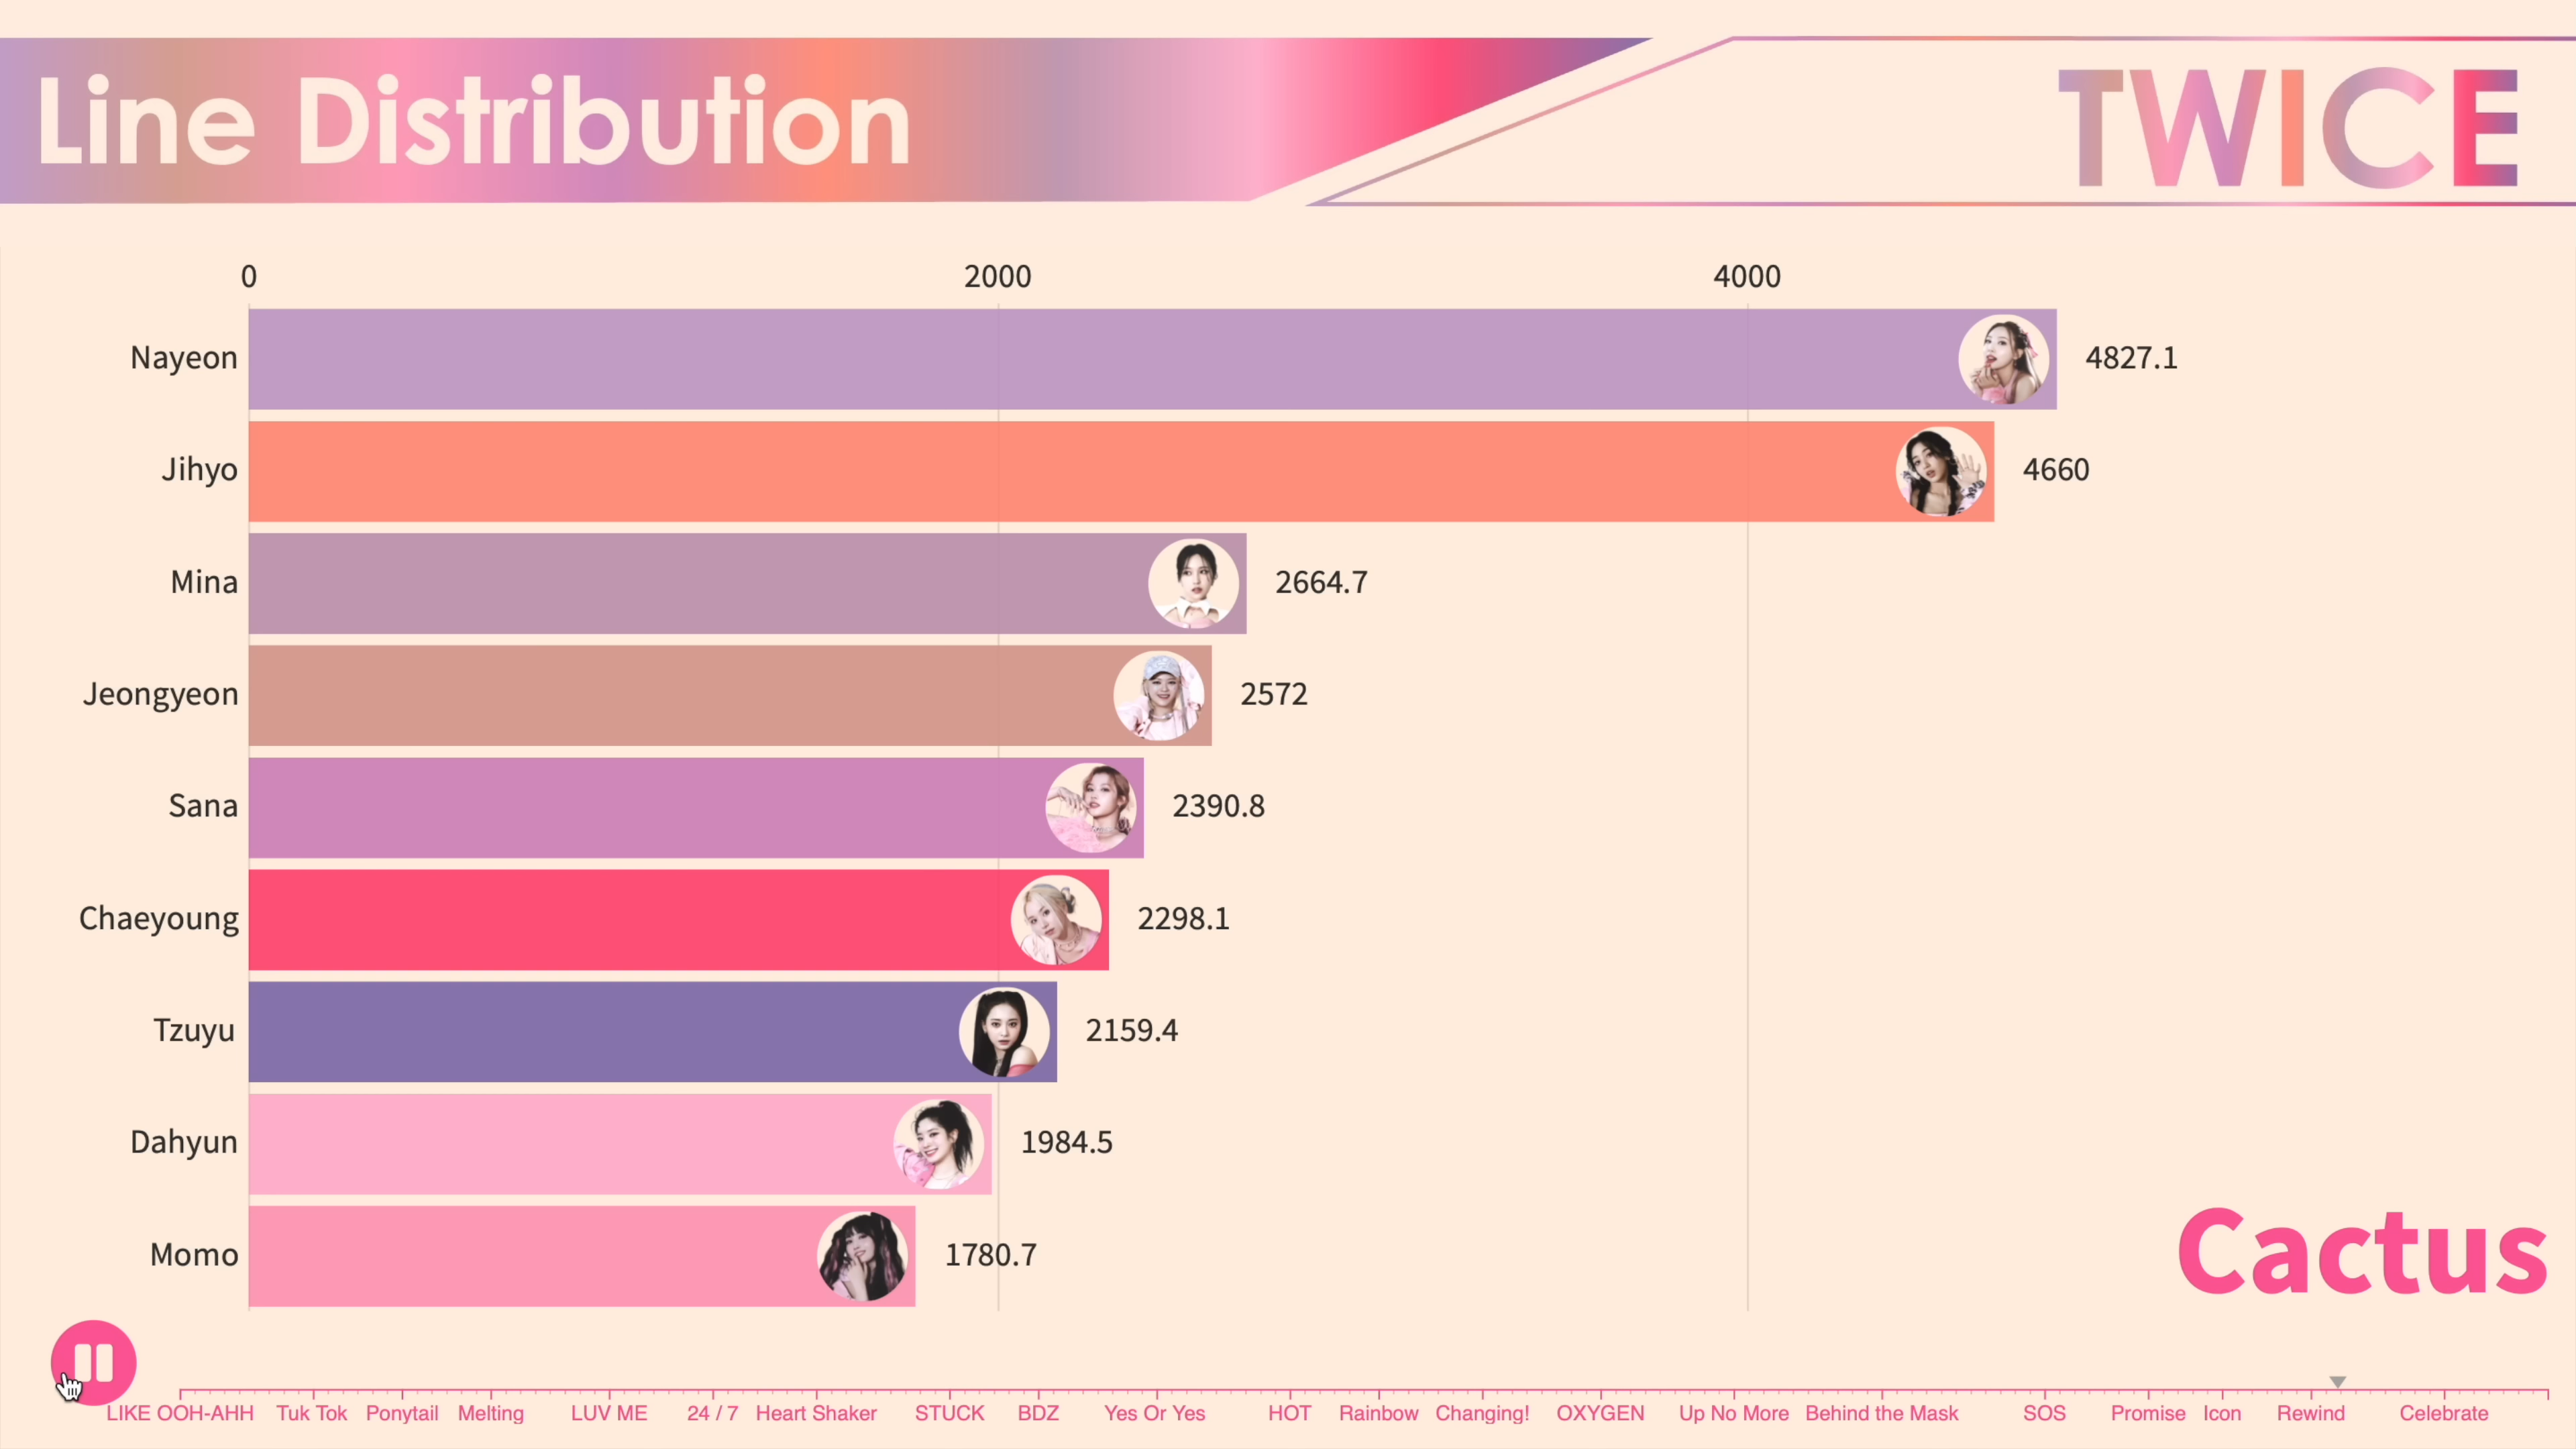 Line Distribution
TWICE
0 2000 4000
Nayeon 4827.1
Jihyo 4660
Mina 2664.7
Jeongyeon 2572
Sana 2390.8
Chaeyoung 2298.1
Tzuyu 2159.4
Dahyun 1984.5
Momo 1780.7
Cactus
LIKE OOH-AHH Tuk Tok Ponytail Melting LUV ME 24 / 7 Heart Shaker STUCK BDZ Yes Or Yes HOT Rainbow Changing! OXYGEN Up No More Behind the Mask SOS Promise Icon Rewind Celebrate